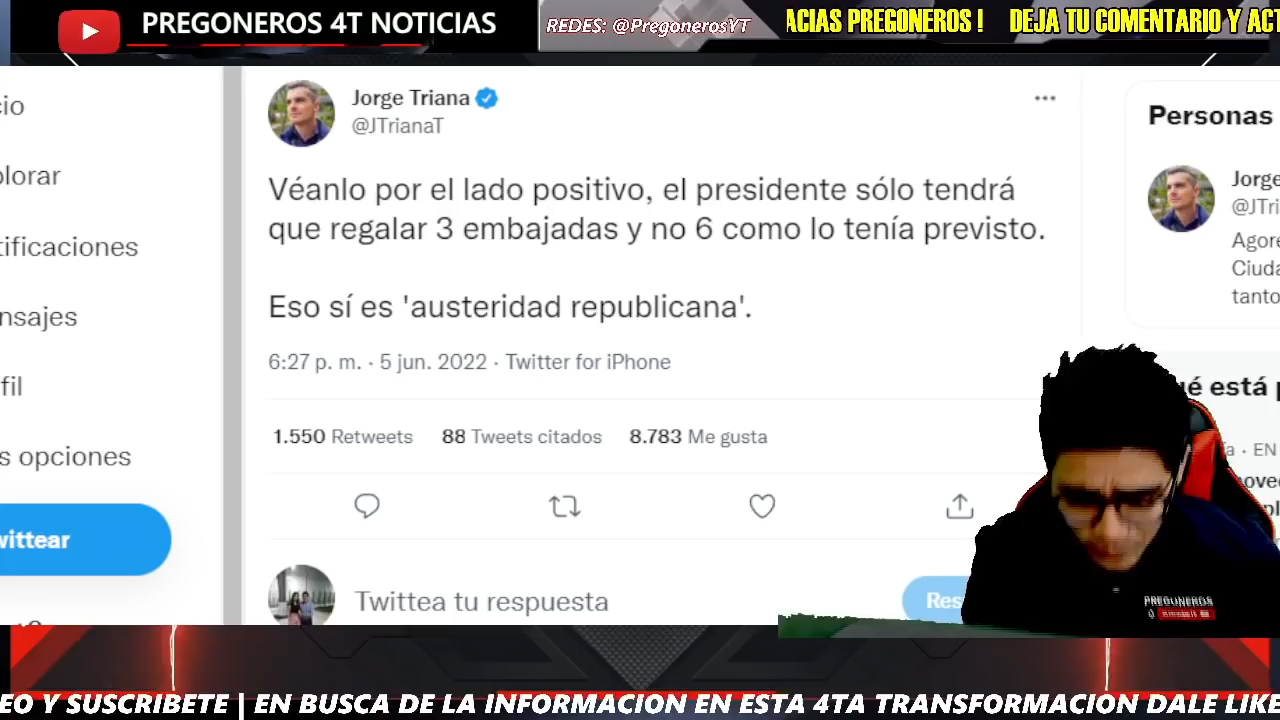 PREGONEROS 4T NOTICIAS
REDES: @PregonerosYT
ACIAS PREGONEROS ! DEJA TU COMENTARIO Y ACT
Jorge Triana
@JTrianaT
Véanlo por el lado positivo, el presidente sólo tendrá
que regalar 3 embajadas y no 6 como lo tenía previsto.
Eso sí es 'austeridad republicana'.
6:27 p. m. · 5 jun. 2022 · Twitter for iPhone
1.550 Retweets 88 Tweets citados 8.783 Me gusta
Twittea tu respuesta
Res
cio
plorar
tificaciones
nsajes
fil
s opciones
wittear
Personas
Jorge
@JTri
Agore
Ciuda
tanto
ué está p
· EN
PREGONEROS
EO Y SUSCRIBETE | EN BUSCA DE LA INFORMACION EN ESTA 4TA TRANSFORMACION DALE LIKE